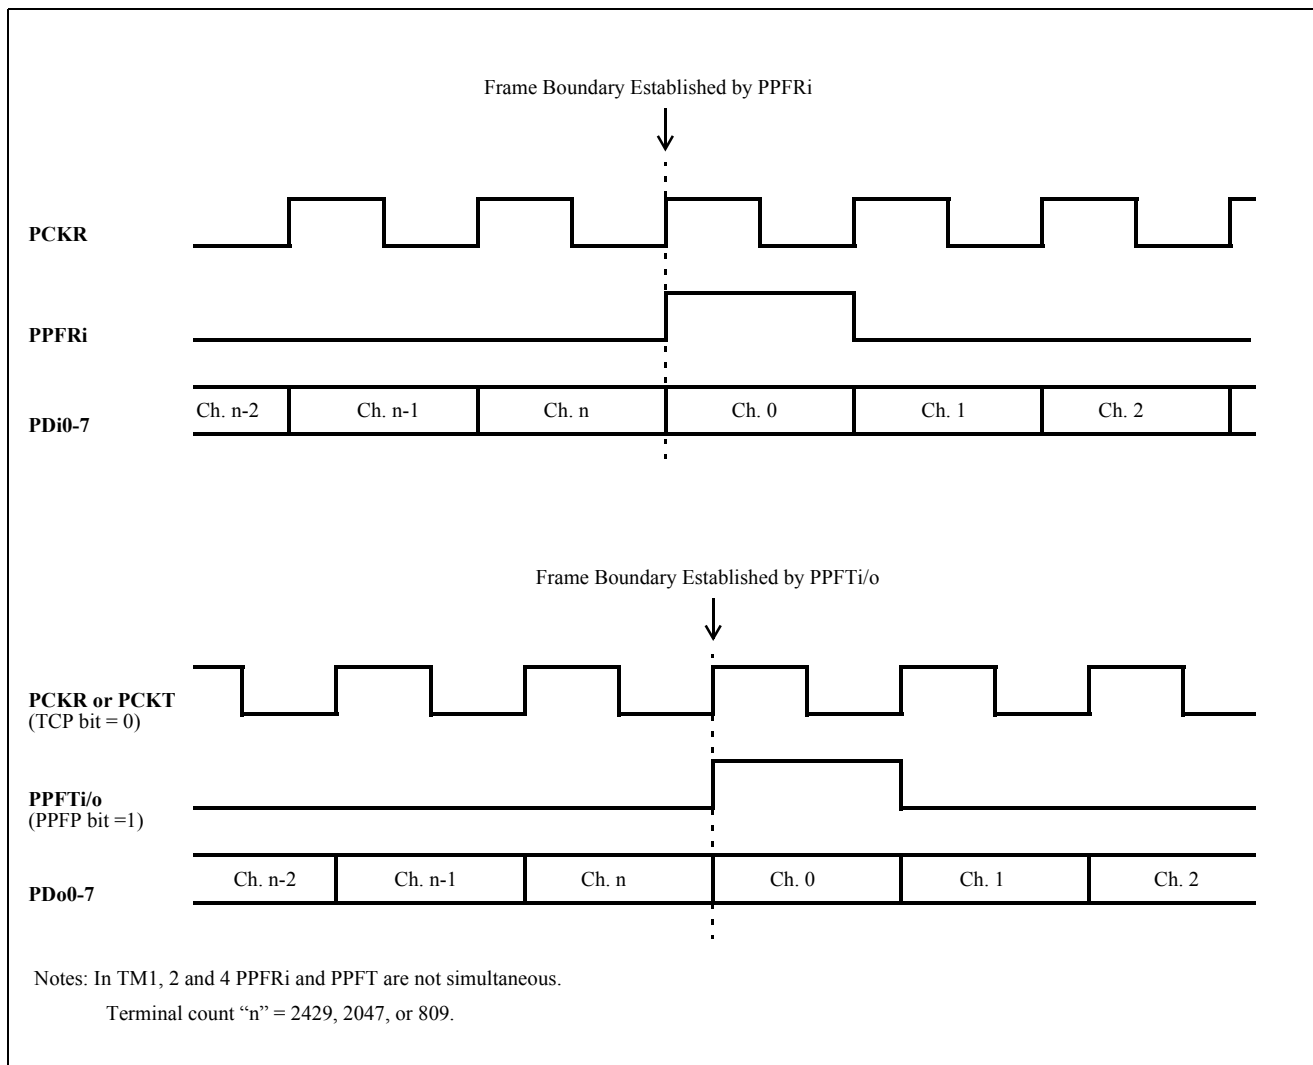 Frame Boundary Established by PPFRi
PCKR
PPFRi
PDi0-7
Ch. n-2 Ch. n-1 Ch. n Ch. 0 Ch. 1 Ch. 2
Frame Boundary Established by PPFTi/o
PCKR or PCKT
(TCP bit = 0)
PPFTi/o
(PPFP bit =1)
PDo0-7
Ch. n-2 Ch. n-1 Ch. n Ch. 0 Ch. 1 Ch. 2
Notes: In TM1, 2 and 4 PPFRi and PPFT are not simultaneous.
Terminal count “n” = 2429, 2047, or 809.